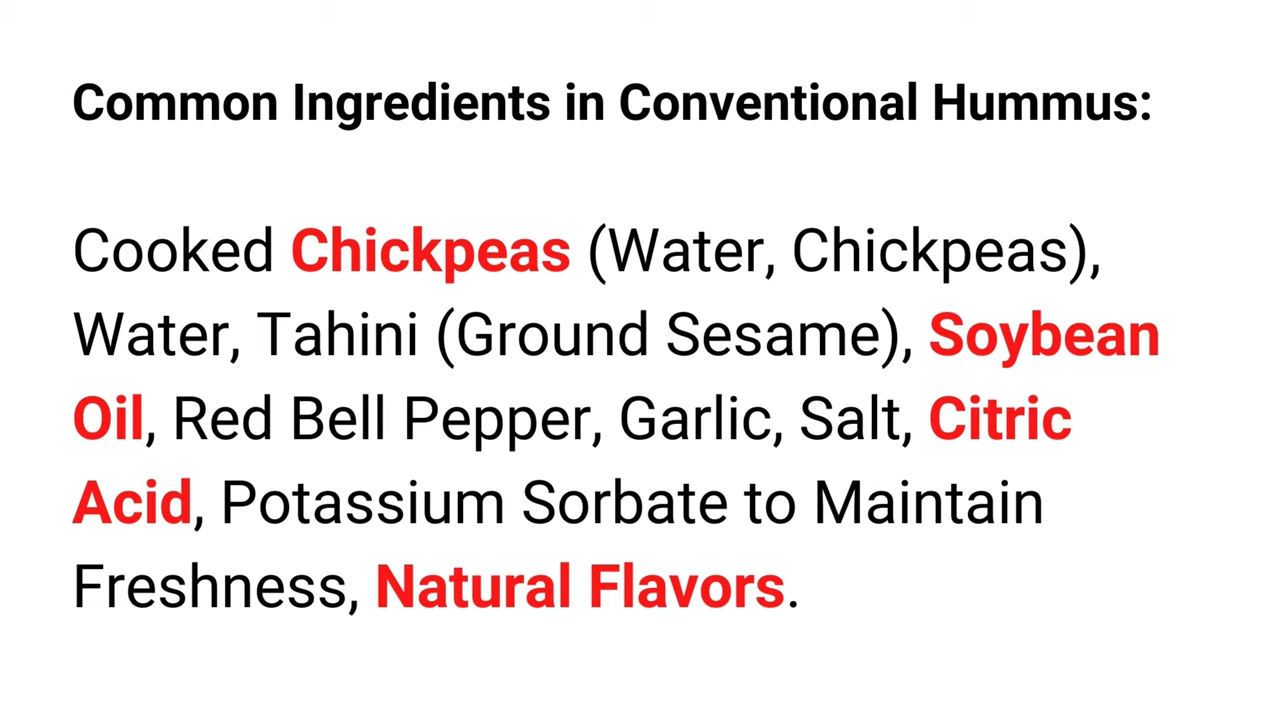 Common Ingredients in Conventional Hummus:
Cooked Chickpeas (Water, Chickpeas),
Water, Tahini (Ground Sesame), Soybean
Oil, Red Bell Pepper, Garlic, Salt, Citric
Acid, Potassium Sorbate to Maintain
Freshness, Natural Flavors.